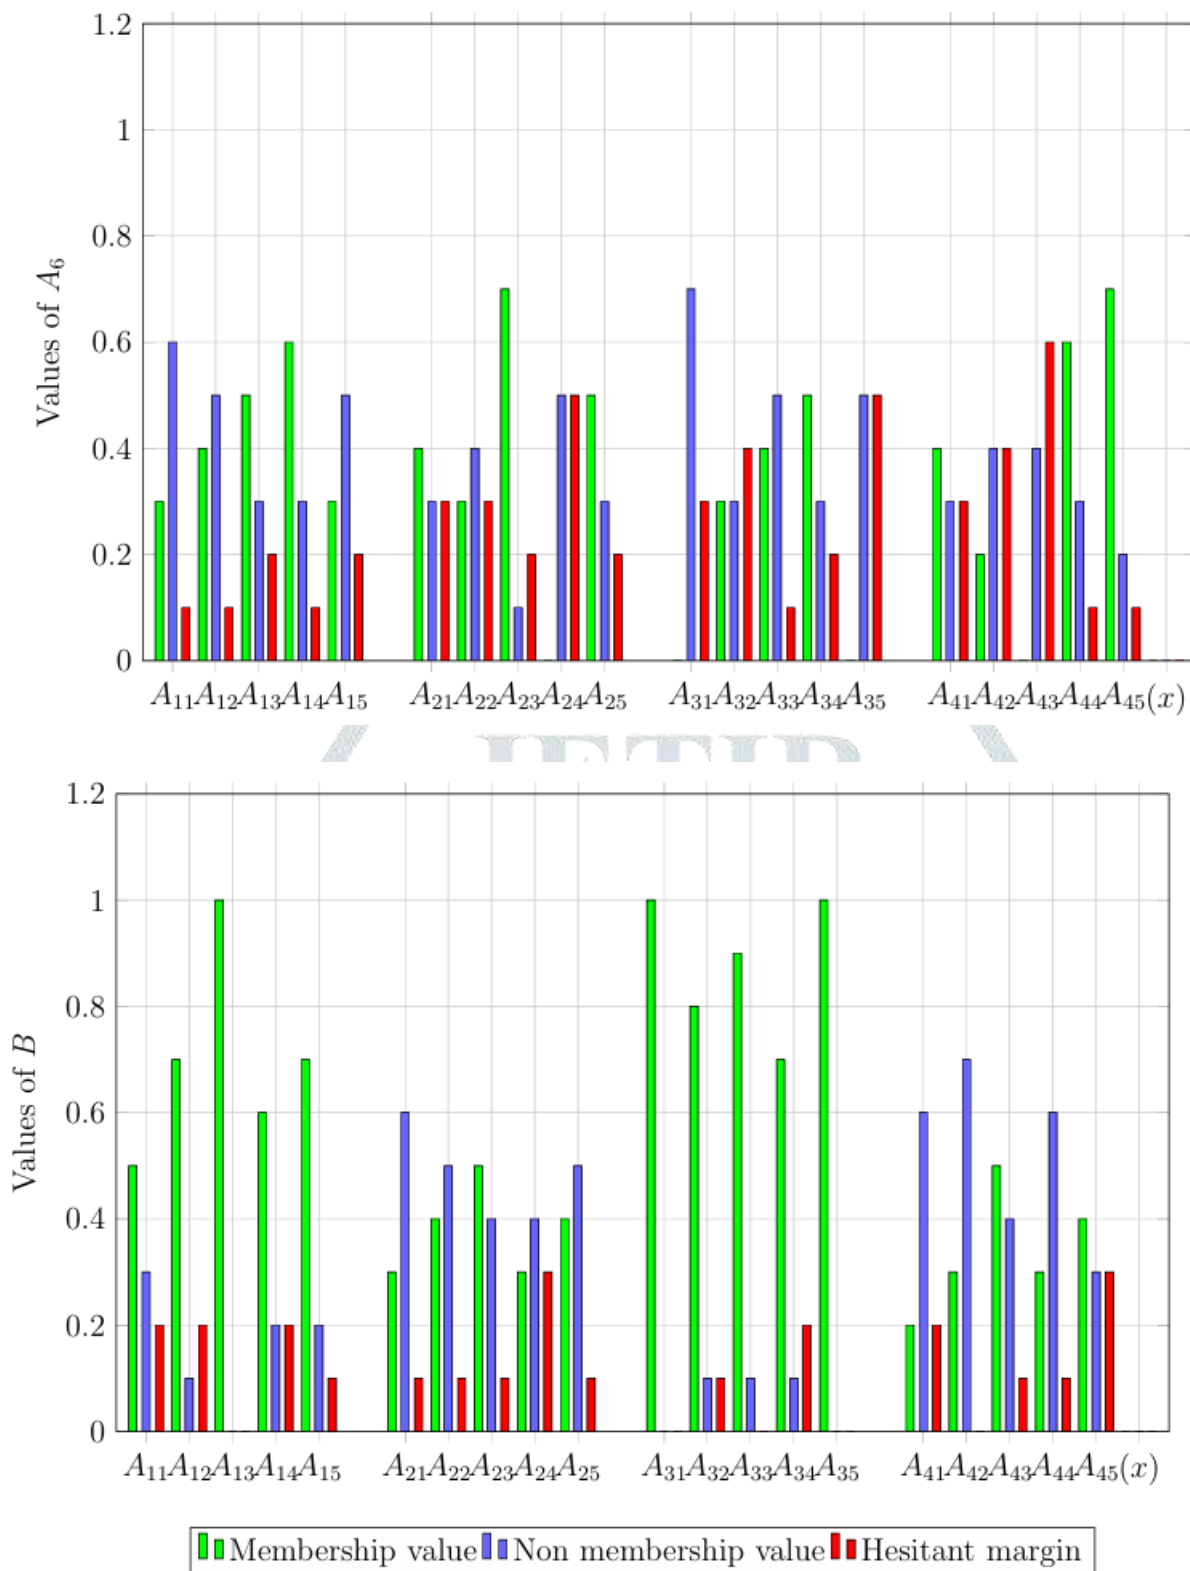 1.2
1
0.8
0.6
0.4
0.2
0
Values of A₆
A₁₁A₁₂A₁₃A₁₄A₁₅ A₂₁A₂₂A₂₃A₂₄A₂₅ A₃₁A₃₂A₃₃A₃₄A₃₅ A₄₁A₄₂A₄₃A₄₄A₄₅(x)
JETIR
1.2
1
0.8
0.6
0.4
0.2
0
Values of B
A₁₁A₁₂A₁₃A₁₄A₁₅ A₂₁A₂₂A₂₃A₂₄A₂₅ A₃₁A₃₂A₃₃A₃₄A₃₅ A₄₁A₄₂A₄₃A₄₄A₄₅(x)
Membership value Non membership value Hesitant margin